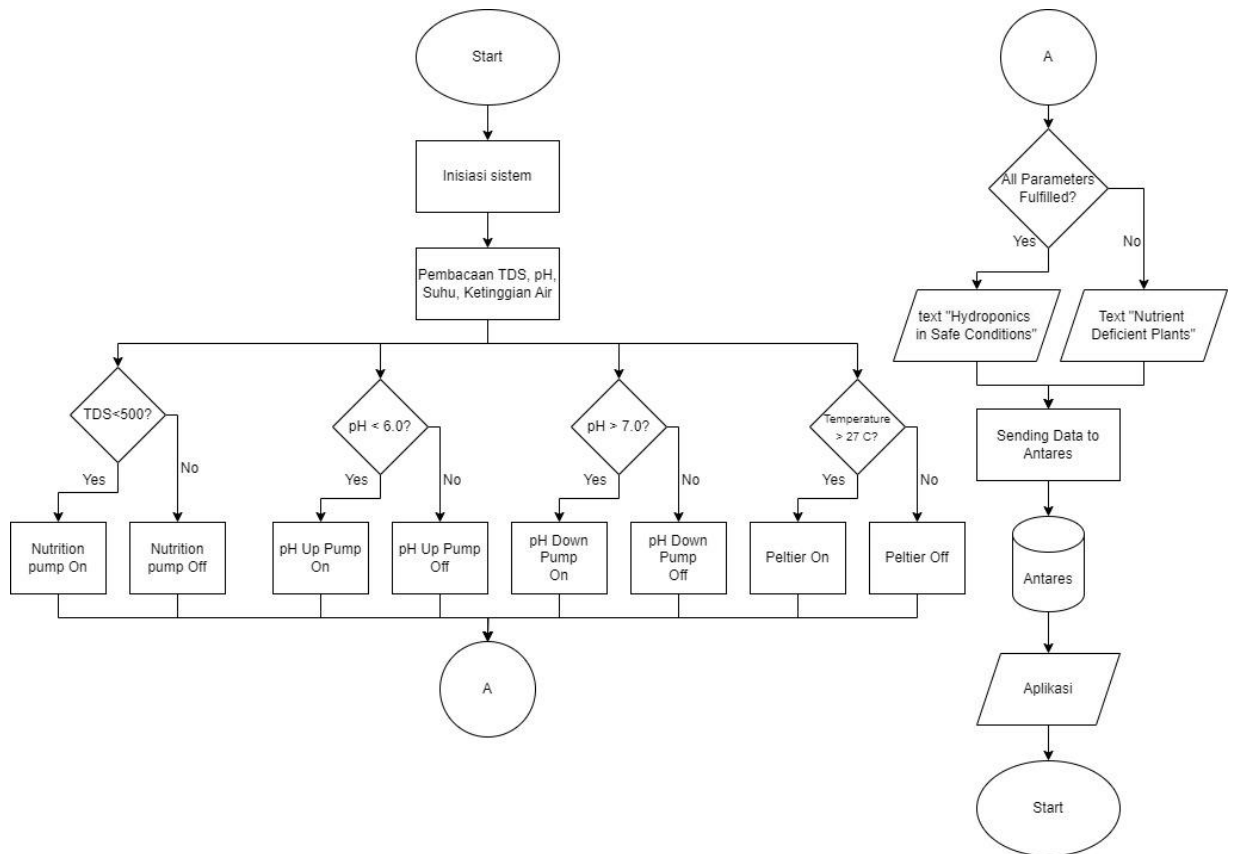 Start
Inisiasi sistem
Pembacaan TDS, pH,
Suhu, Ketinggian Air
TDS<500?
Yes
No
pH < 6.0?
Yes
No
pH > 7.0?
Yes
No
Temperature
> 27 C?
Yes
No
Nutrition
pump On
Nutrition
pump Off
pH Up Pump
On
pH Up Pump
Off
pH Down
Pump
On
pH Down
Pump
Off
Peltier On
Peltier Off
A
A
All Parameters
Fulfilled?
Yes
No
text "Hydroponics
in Safe Conditions"
Text "Nutrient
Deficient Plants"
Sending Data to
Antares
Antares
Aplikasi
Start